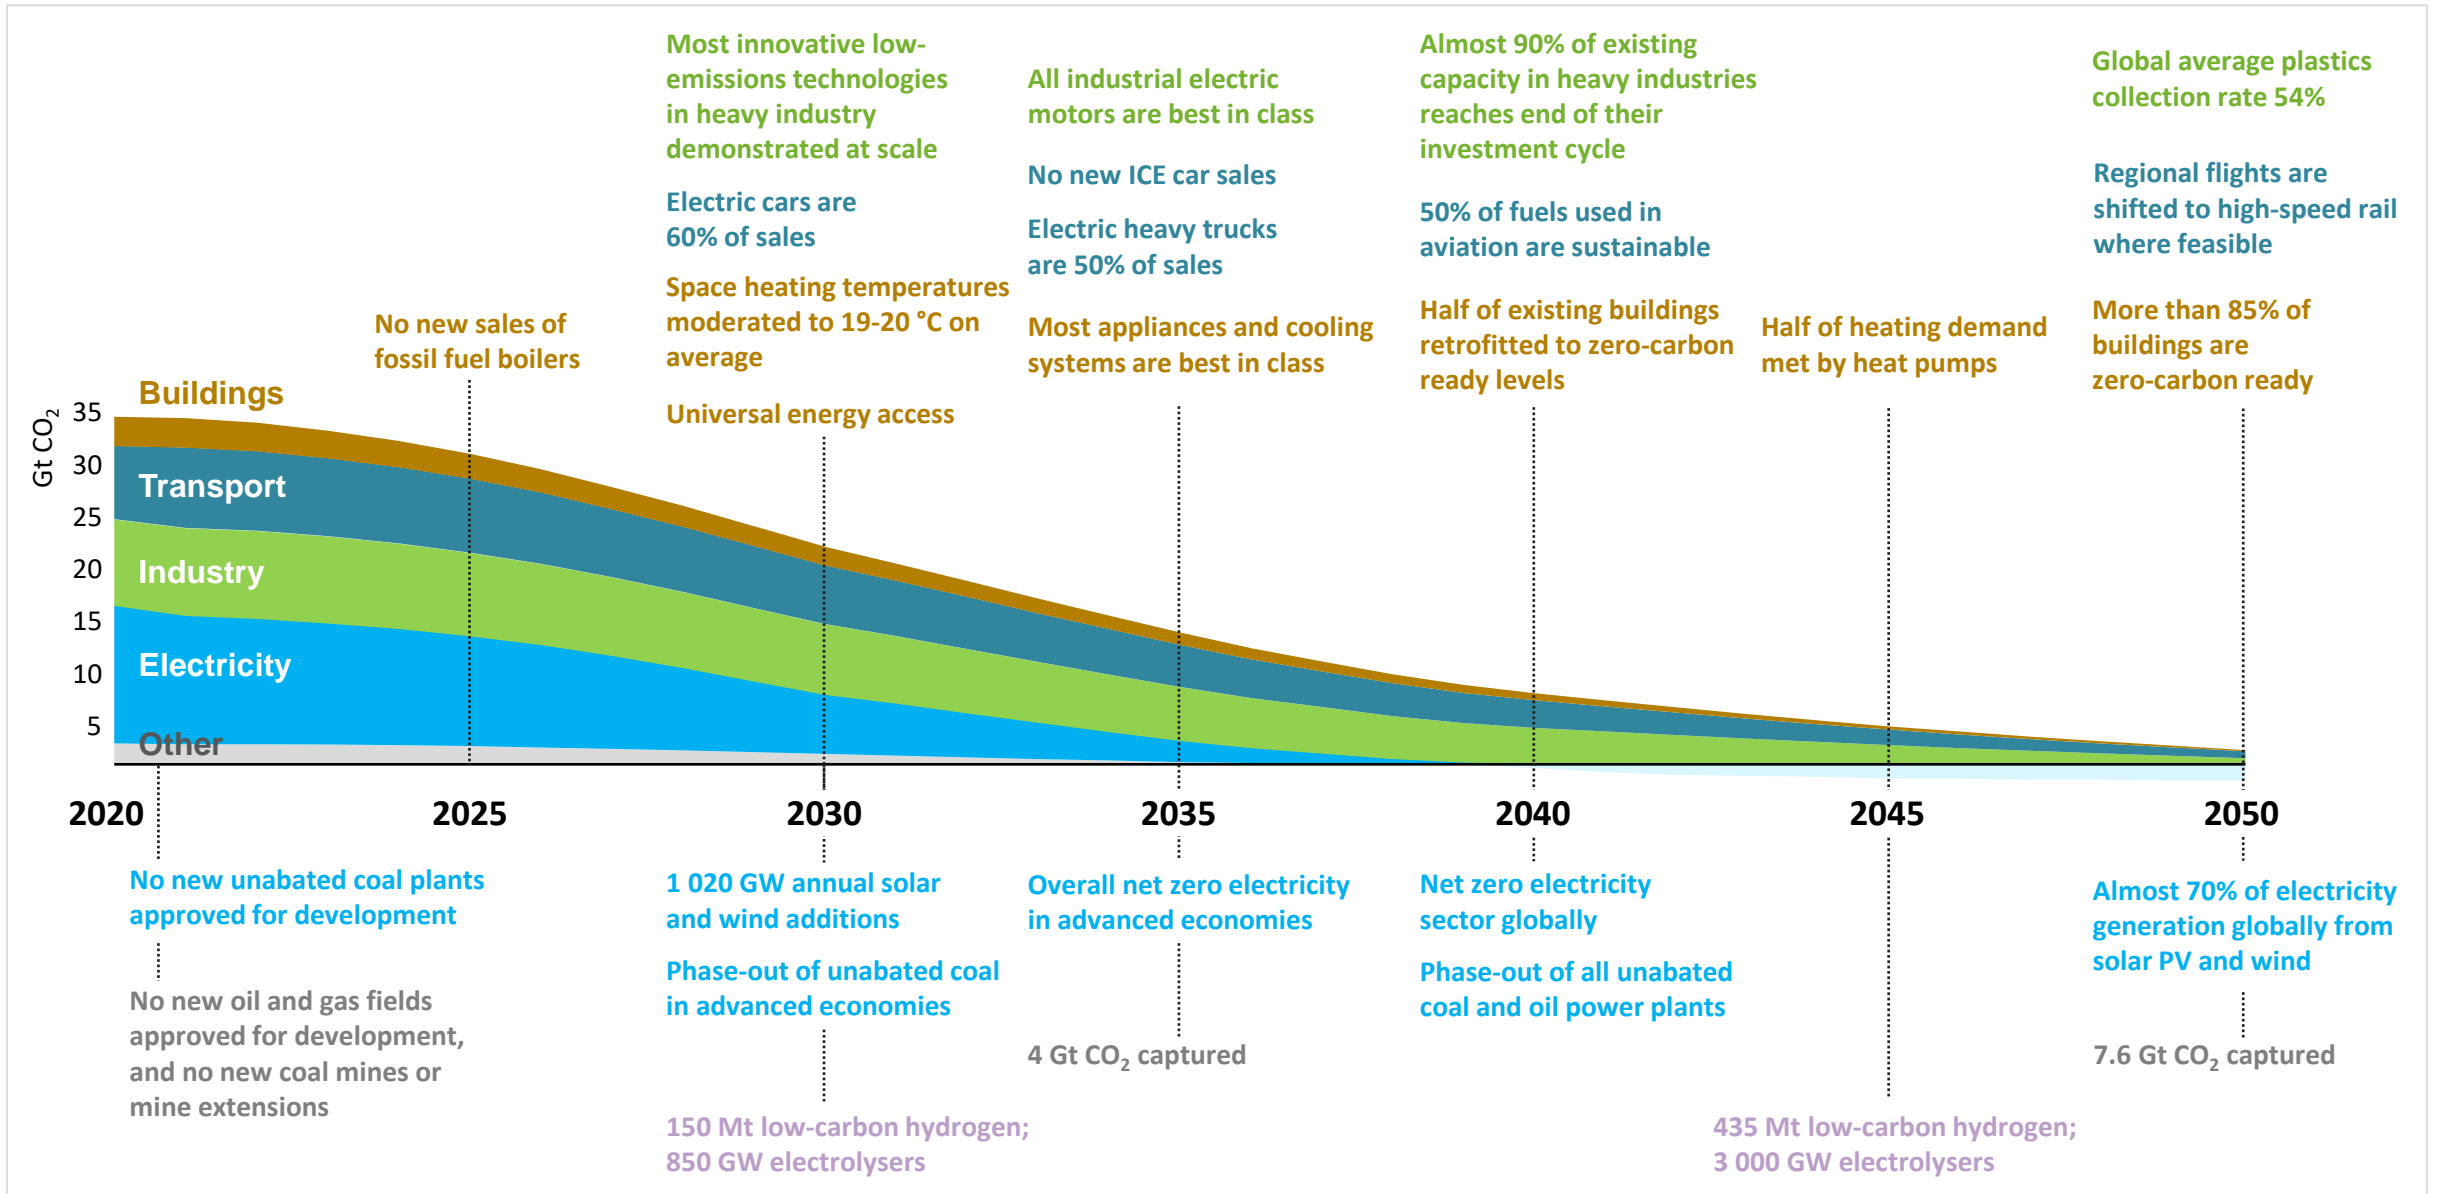 Most innovative low-
emissions technologies
in heavy industry
demonstrated at scale
Electric cars are
60% of sales
Space heating temperatures
moderated to 19-20 °C on
average
Universal energy access
All industrial electric
motors are best in class
No new ICE car sales
Electric heavy trucks
are 50% of sales
Most appliances and cooling
systems are best in class
Almost 90% of existing
capacity in heavy industries
reaches end of their
investment cycle
50% of fuels used in
aviation are sustainable
Half of existing buildings
retrofitted to zero-carbon
ready levels
Half of heating demand
met by heat pumps
Global average plastics
collection rate 54%
Regional flights are
shifted to high-speed rail
where feasible
More than 85% of
buildings are
zero-carbon ready
No new sales of
fossil fuel boilers
Gt CO₂
35
30
25
20
15
10
5
Buildings
Transport
Industry
Electricity
Other
2020 2025 2030 2035 2040 2045 2050
No new unabated coal plants
approved for development
No new oil and gas fields
approved for development,
and no new coal mines or
mine extensions
1 020 GW annual solar
and wind additions
Phase-out of unabated coal
in advanced economies
150 Mt low-carbon hydrogen;
850 GW electrolysers
Overall net zero electricity
in advanced economies
4 Gt CO₂ captured
Net zero electricity
sector globally
Phase-out of all unabated
coal and oil power plants
435 Mt low-carbon hydrogen;
3 000 GW electrolysers
Almost 70% of electricity
generation globally from
solar PV and wind
7.6 Gt CO₂ captured